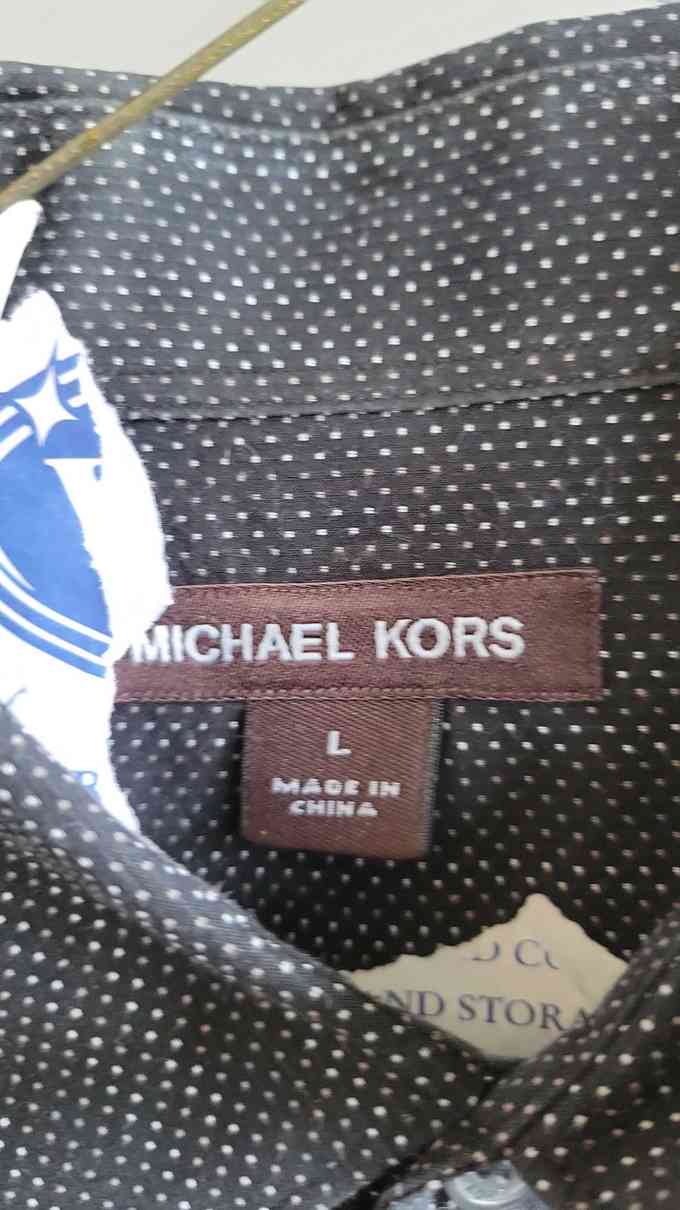 MICHAEL KORS
L
MADE IN
CHINA
ND STORA